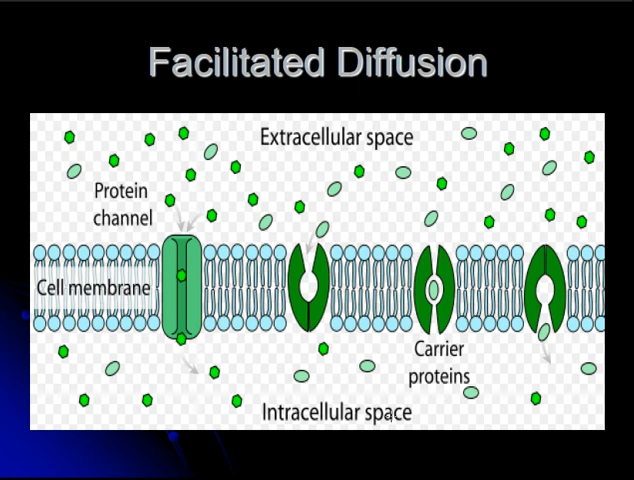 Facilitated Diffusion
Extracellular space
Protein
channel
Cell membrane
Carrier
proteins
Intracellular space